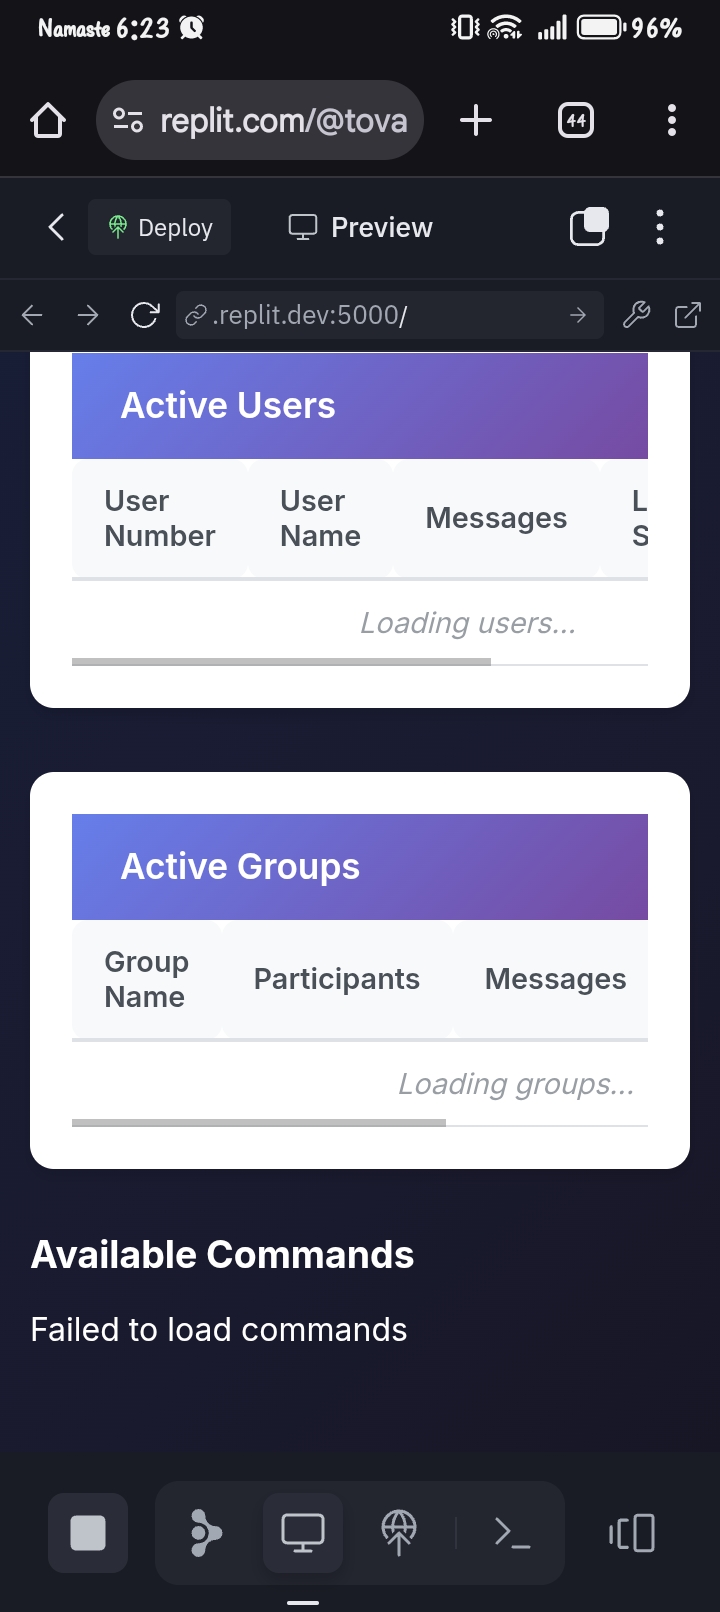 Namaste 6:23
96%
replit.com/@tova
44
Deploy
Preview
.replit.dev:5000/
Active Users
User Number
User Name
Messages
L
S
Loading users...
Active Groups
Group Name
Participants
Messages
Loading groups...
Available Commands
Failed to load commands